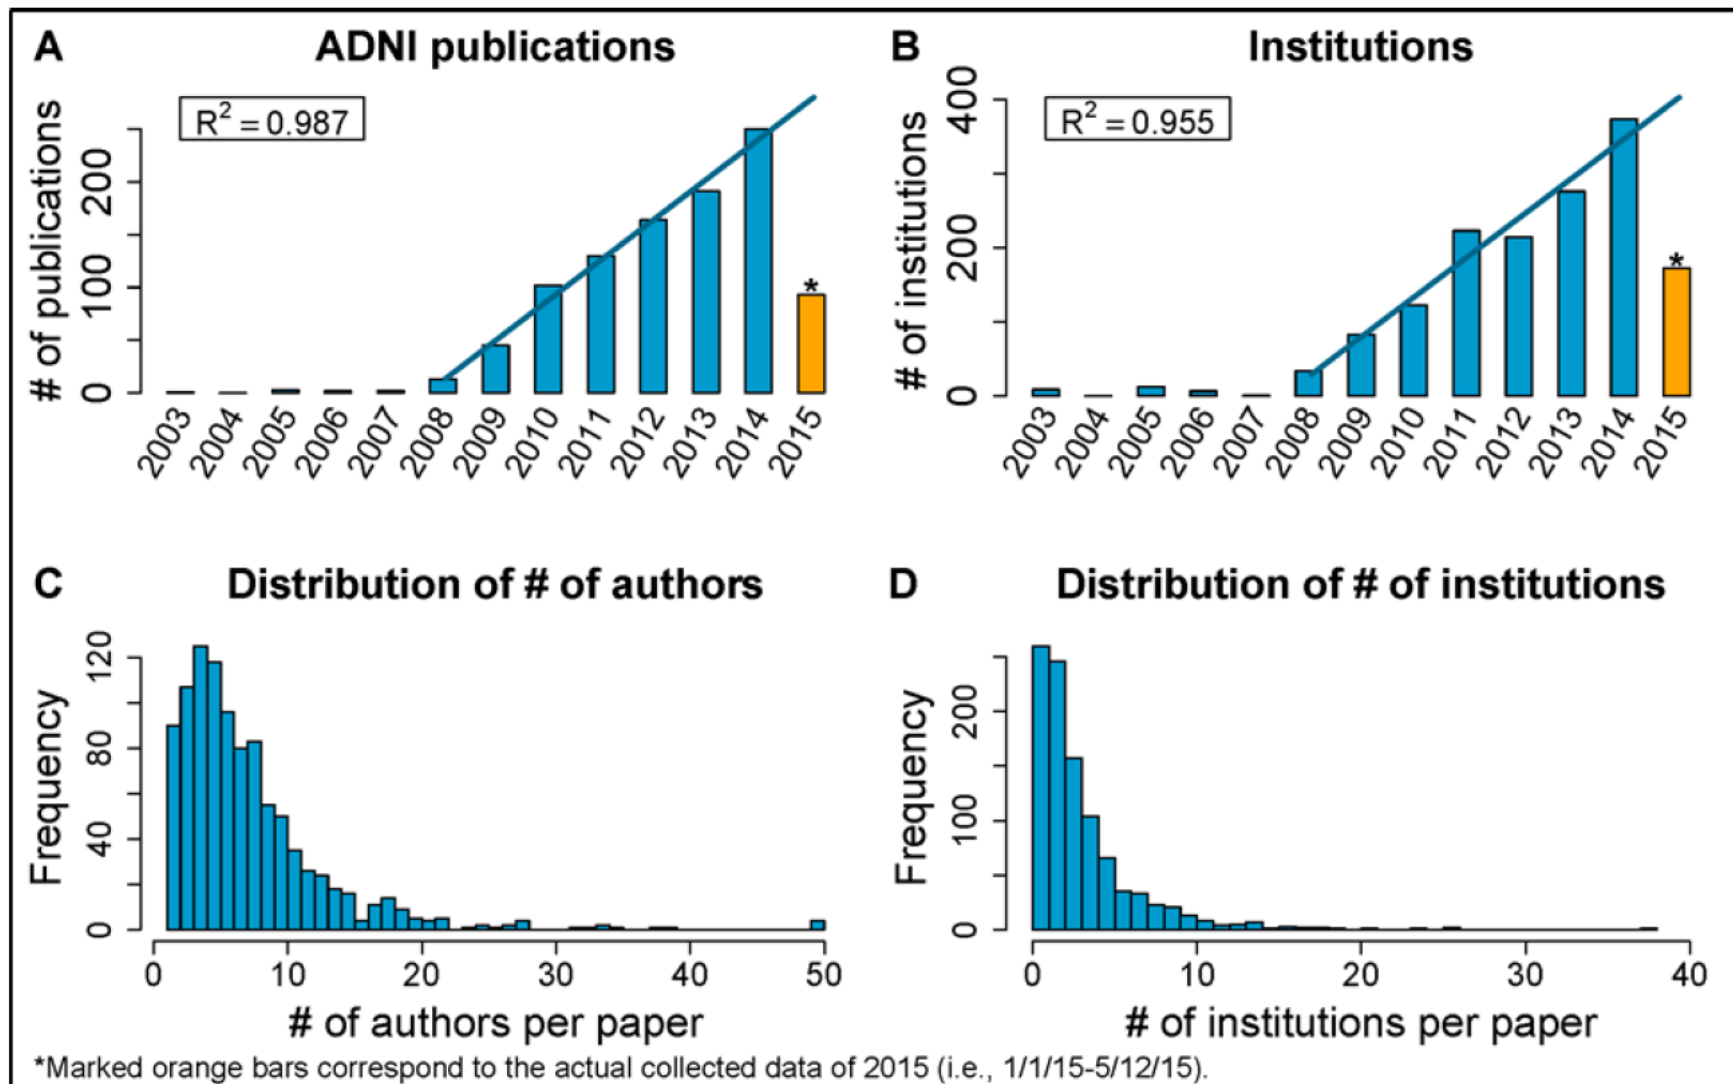 A ADNI publications
R2 = 0.987
# of publications
0 100 200
2003 2004 2005 2006 2007 2008 2009 2010 2011 2012 2013 2014 2015
*
B Institutions
R2 = 0.955
# of institutions
0 200 400
2003 2004 2005 2006 2007 2008 2009 2010 2011 2012 2013 2014 2015
*
C Distribution of # of authors
Frequency
0 40 80 120
0 10 20 30 40 50
# of authors per paper
D Distribution of # of institutions
Frequency
0 100 200
0 10 20 30 40
# of institutions per paper
*Marked orange bars correspond to the actual collected data of 2015 (i.e., 1/1/15-5/12/15).